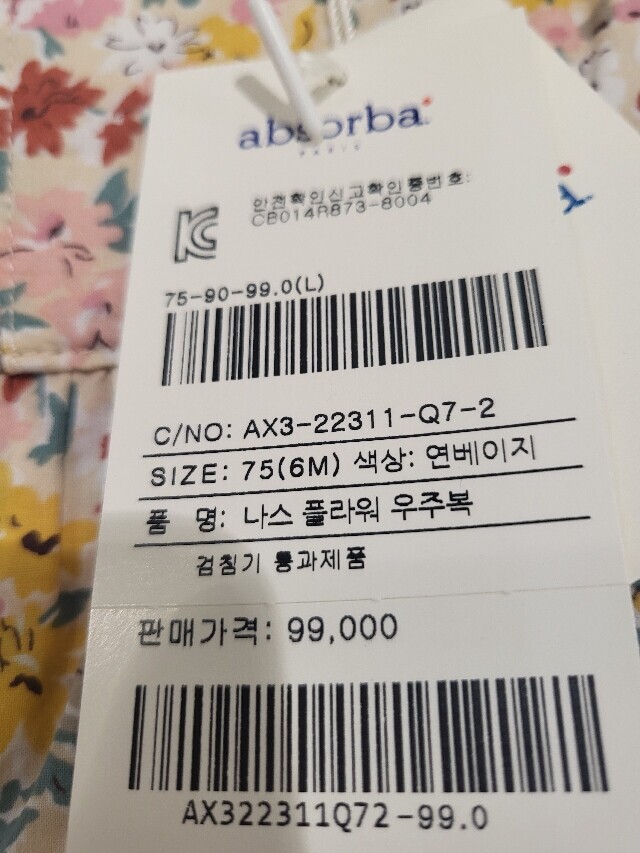 absorba
PARIS
안전확인신고확인증번호:
CB014R873-8004
75-90-99.0(L)
C/NO: AX3-22311-Q7-2
SIZE: 75(6M) 색상: 연베이지
품 명: 나스 플라워 우주복
검침기 통과제품
판매가격: 99,000
AX322311Q72-99.0